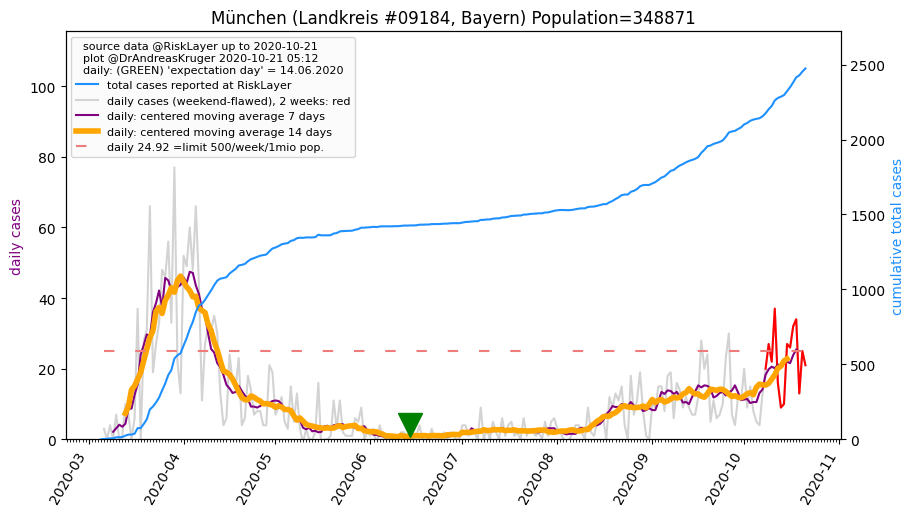 München (Landkreis #09184, Bayern) Population=348871
source data @RiskLayer up to 2020-10-21
plot @DrAndreasKruger 2020-10-21 05:12
daily: (GREEN) 'expectation day' = 14.06.2020
total cases reported at RiskLayer
daily cases (weekend-flawed), 2 weeks: red
daily: centered moving average 7 days
daily: centered moving average 14 days
daily 24.92 =limit 500/week/1mio pop.
daily cases
100
80
60
40
20
0
2500
2000
1500
1000
500
0
cumulative total cases
2020-03
2020-04
2020-05
2020-06
2020-07
2020-08
2020-09
2020-10
2020-11